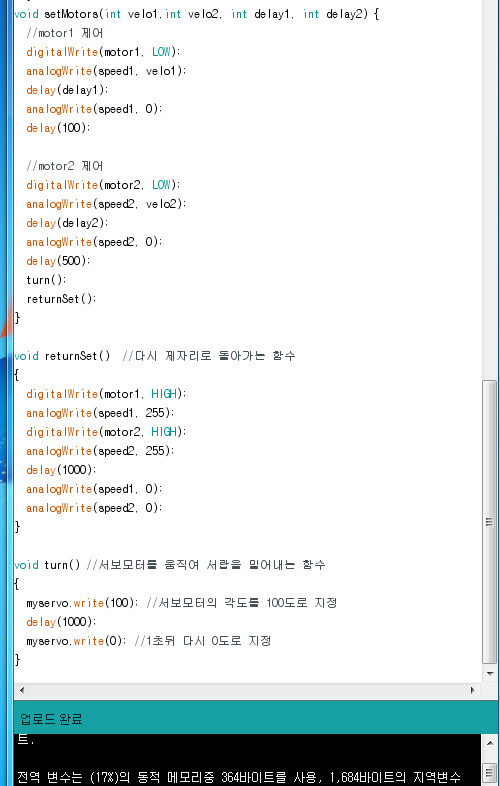 void setMotors(int velo1,int velo2, int delay1, int delay2) {
//motor1 제어
digitalWrite(motor1, LOW);
analogWrite(speed1, velo1);
delay(delay1);
analogWrite(speed1, 0);
delay(100);
//motor2 제어
digitalWrite(motor2, LOW);
analogWrite(speed2, velo2);
delay(delay2);
analogWrite(speed2, 0);
delay(500);
turn();
returnSet();
}
void returnSet() //다시 제자리로 돌아가는 함수
{
digitalWrite(motor1, HIGH);
analogWrite(speed1, 255);
digitalWrite(motor2, HIGH);
analogWrite(speed2, 255);
delay(1000);
analogWrite(speed1, 0);
analogWrite(speed2, 0);
}
void turn() //서보모터를 움직여 서랍을 밀어내는 함수
{
myservo.write(100); //서보모터의 각도를 100도로 지정
delay(1000);
myservo.write(0); //1초뒤 다시 0도로 지정
}
업로드 완료
트.
전역 변수는 (17%)의 동적 메모리중 364바이트를 사용, 1,684바이트의 지역변수